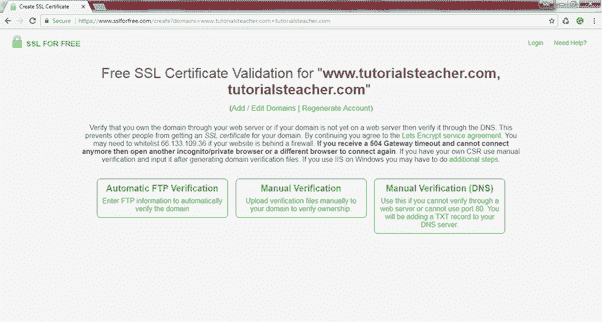 Create SSL Certificate
Secure | https://www.sslforfree.com/create?domains=www.tutorialsteacher.com+tutorialsteacher.com
SSL FOR FREE
Login Need Help?
Free SSL Certificate Validation for "www.tutorialsteacher.com,
tutorialsteacher.com"
(Add / Edit Domains | Regenerate Account)
Verify that you own the domain through your web server or if your domain is not yet on a web server then verify it through the DNS. This
prevents other people from getting an SSL certificate for your domain. By continuing you agree to the Lets Encrypt service agreement. You
may need to whitelist 66.133.109.36 if your website is behind a firewall. If you receive a 504 Gateway timeout and cannot connect
anymore then open another incognito/private browser or a different browser to connect again. If you have your own CSR use manual
verification and input it after generating domain verification files. If you use IIS on Windows you may have to do additional steps.
Automatic FTP Verification
Enter FTP information to automatically
verify the domain
Manual Verification
Upload verification files manually to
your domain to verify ownership.
Manual Verification (DNS)
Use this if you cannot verify through a
web server or cannot use port 80. You
will be adding a TXT record to your
DNS server.